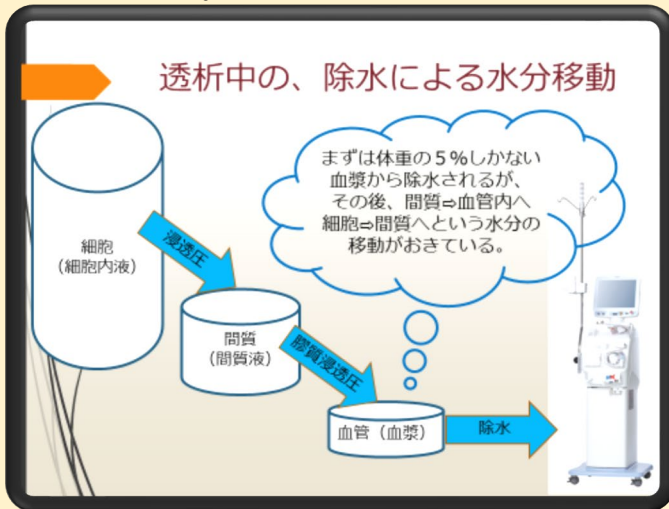 透析中の、除水による水分移動
まずは体重の５％しかない
血漿から除水されるが、
その後、間質⇨血管内へ
細胞⇨間質へという水分の
移動がおきている。
細胞
（細胞内液）
浸透圧
間質
（間質液）
膠質浸透圧
血管（血漿）
除水